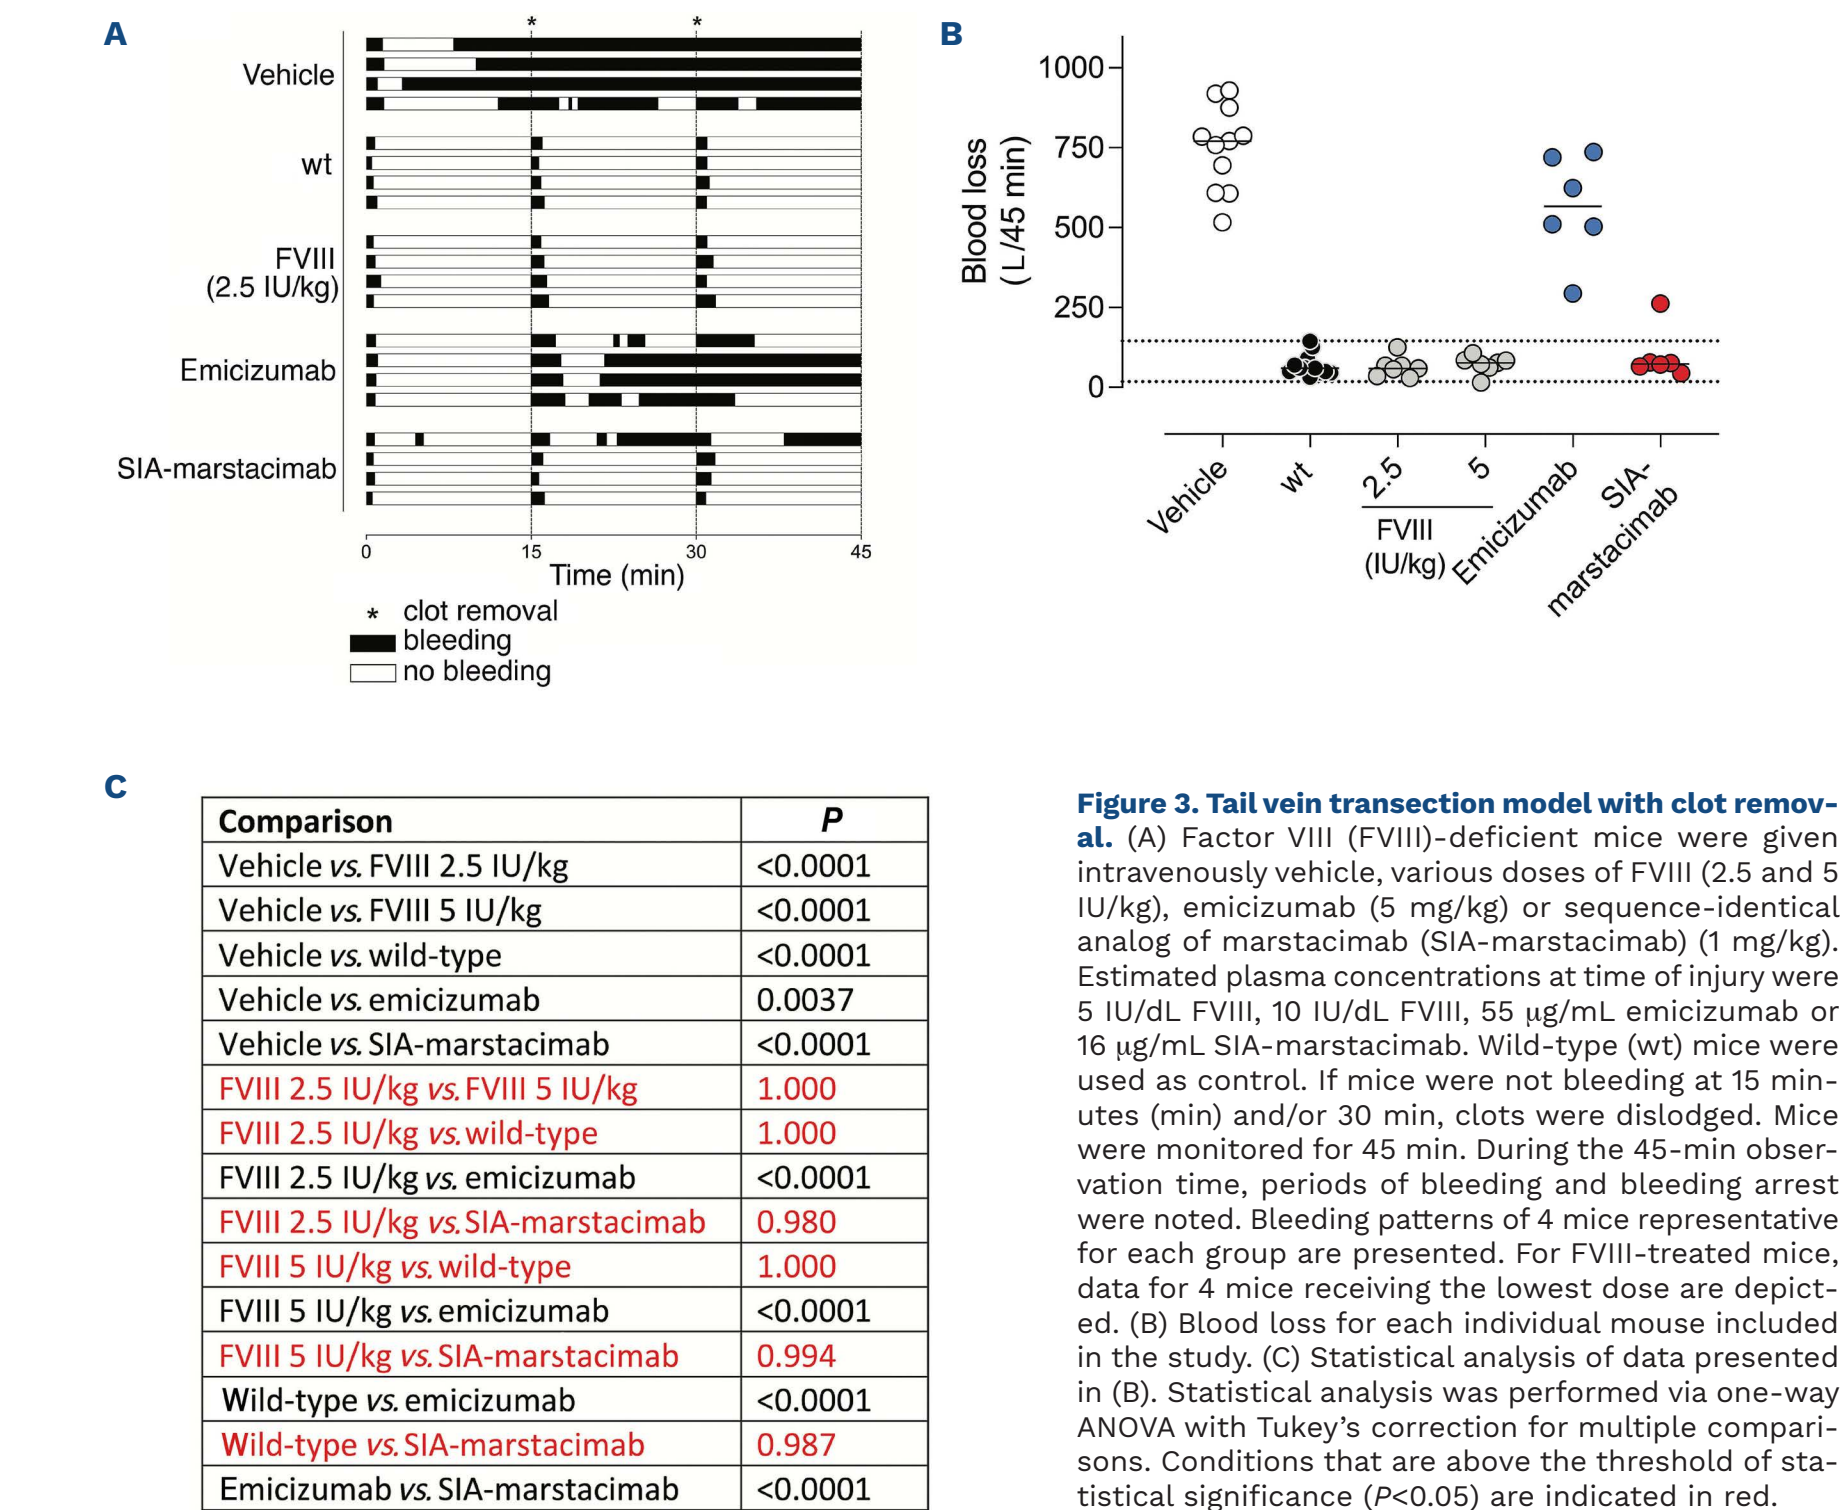 A
*
*
Vehicle
wt
FVIII
(2.5 IU/kg)
Emicizumab
SIA-marstacimab
0
15
30
45
Time (min)
* clot removal
bleeding
no bleeding
B
Blood loss
(L/45 min)
1000
750
500
250
0
Vehicle
wt
2.5
5
FVIII
(IU/kg)
Emicizumab
SIA-
marstacimab
C
Comparison P
Vehicle vs. FVIII 2.5 IU/kg <0.0001
Vehicle vs. FVIII 5 IU/kg <0.0001
Vehicle vs. wild-type <0.0001
Vehicle vs. emicizumab 0.0037
Vehicle vs. SIA-marstacimab <0.0001
FVIII 2.5 IU/kg vs. FVIII 5 IU/kg 1.000
FVIII 2.5 IU/kg vs. wild-type 1.000
FVIII 2.5 IU/kg vs. emicizumab <0.0001
FVIII 2.5 IU/kg vs. SIA-marstacimab 0.980
FVIII 5 IU/kg vs. wild-type 1.000
FVIII 5 IU/kg vs. emicizumab <0.0001
FVIII 5 IU/kg vs. SIA-marstacimab 0.994
Wild-type vs. emicizumab <0.0001
Wild-type vs. SIA-marstacimab 0.987
Emicizumab vs. SIA-marstacimab <0.0001
Figure 3. Tail vein transection model with clot remov-
al. (A) Factor VIII (FVIII)-deficient mice were given
intravenously vehicle, various doses of FVIII (2.5 and 5
IU/kg), emicizumab (5 mg/kg) or sequence-identical
analog of marstacimab (SIA-marstacimab) (1 mg/kg).
Estimated plasma concentrations at time of injury were
5 IU/dL FVIII, 10 IU/dL FVIII, 55 µg/mL emicizumab or
16 µg/mL SIA-marstacimab. Wild-type (wt) mice were
used as control. If mice were not bleeding at 15 min-
utes (min) and/or 30 min, clots were dislodged. Mice
were monitored for 45 min. During the 45-min obser-
vation time, periods of bleeding and bleeding arrest
were noted. Bleeding patterns of 4 mice representative
for each group are presented. For FVIII-treated mice,
data for 4 mice receiving the lowest dose are depict-
ed. (B) Blood loss for each individual mouse included
in the study. (C) Statistical analysis of data presented
in (B). Statistical analysis was performed via one-way
ANOVA with Tukey's correction for multiple compari-
sons. Conditions that are above the threshold of sta-
tistical significance (P<0.05) are indicated in red.